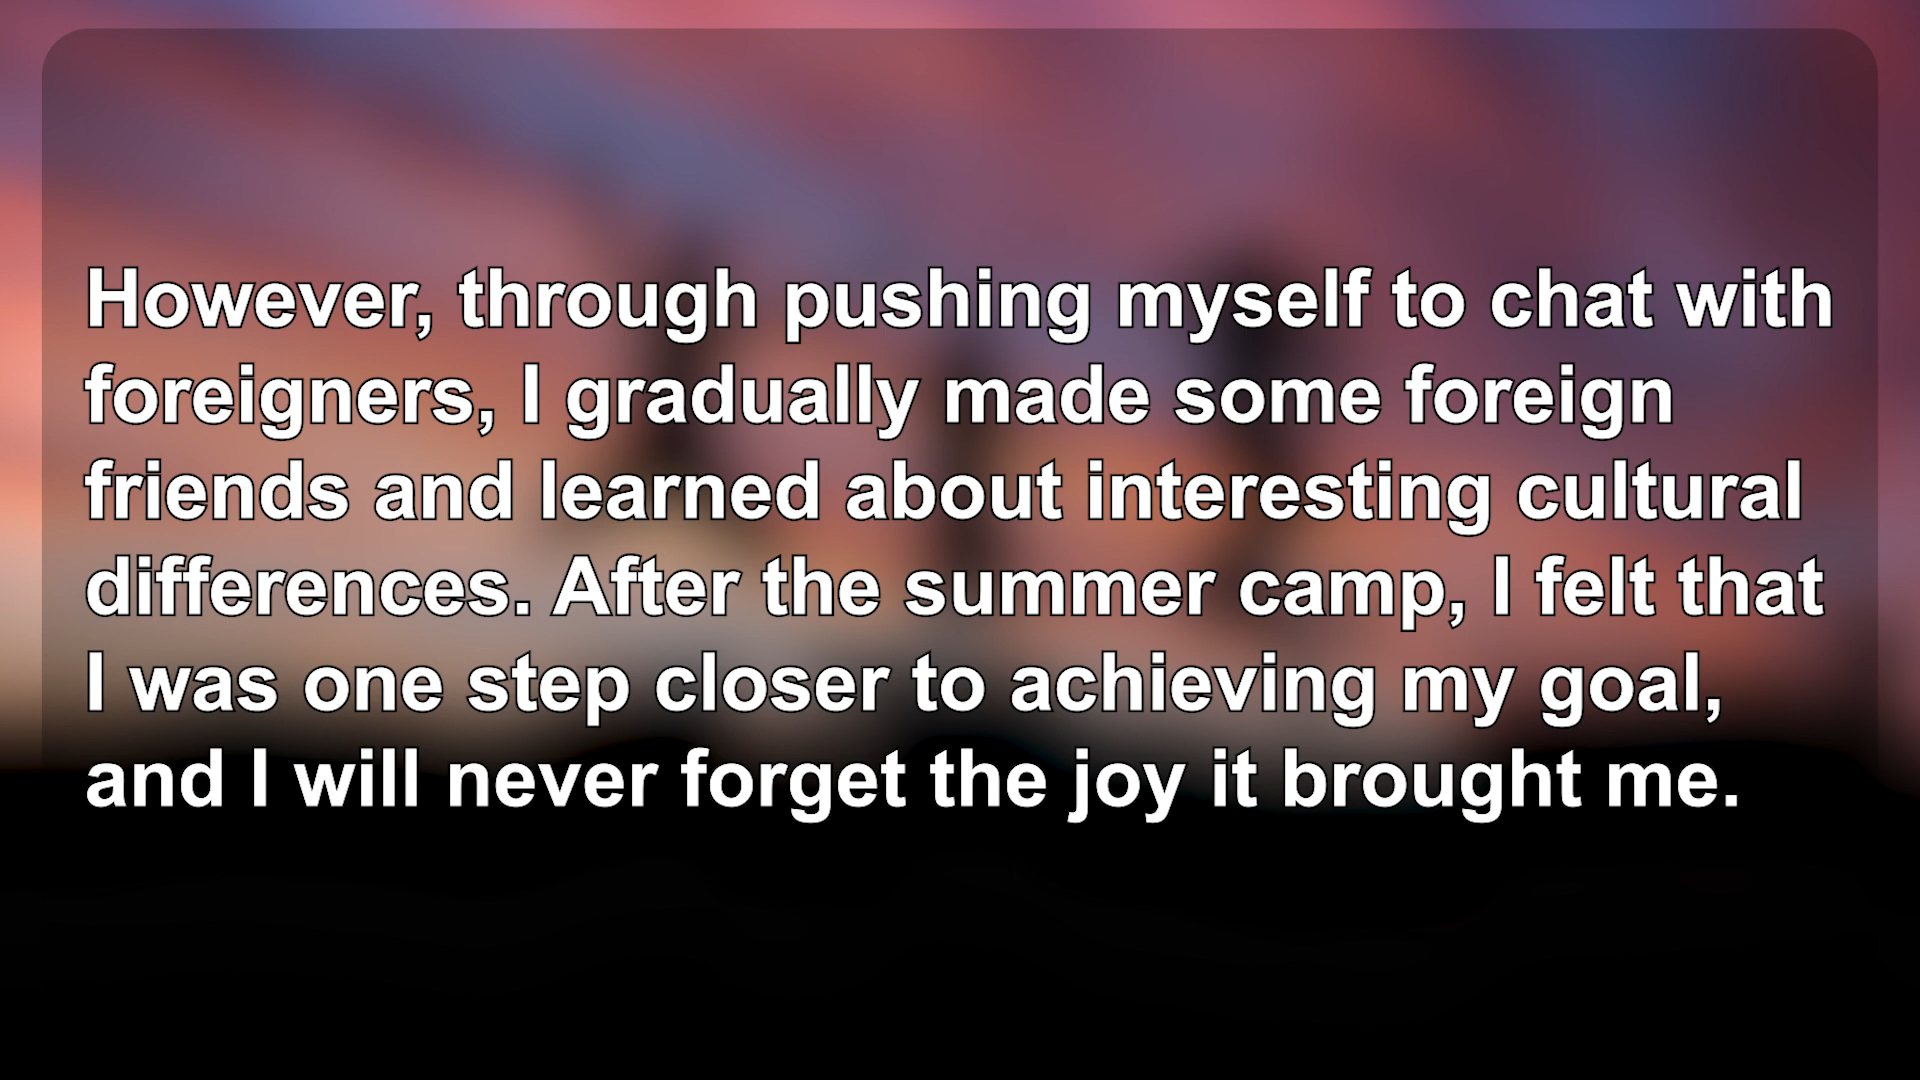 However, through pushing myself to chat with
foreigners, I gradually made some foreign
friends and learned about interesting cultural
differences. After the summer camp, I felt that
I was one step closer to achieving my goal,
and I will never forget the joy it brought me.